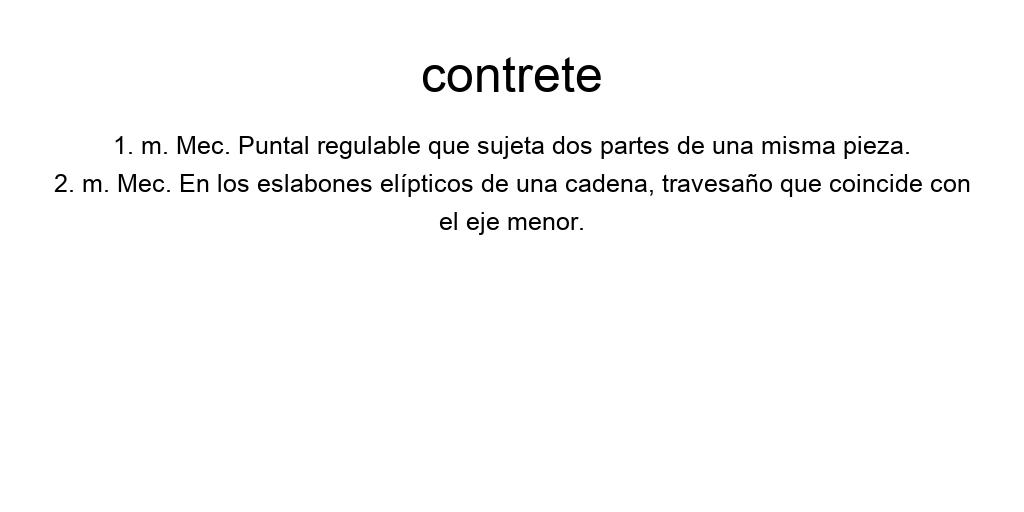 contrete
1. m. Mec. Puntal regulable que sujeta dos partes de una misma pieza.
2. m. Mec. En los eslabones elípticos de una cadena, travesaño que coincide con
el eje menor.